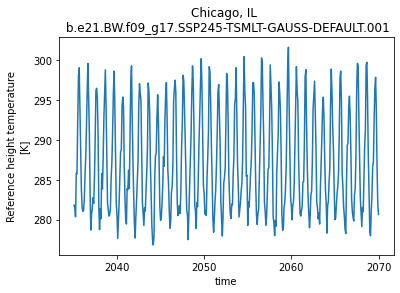 Chicago, IL
b.e21.BW.f09_g17.SSP245-TSMLT-GAUSS-DEFAULT.001
Reference height temperature
[K]
300
295
290
285
280
2040
2050
2060
2070
time